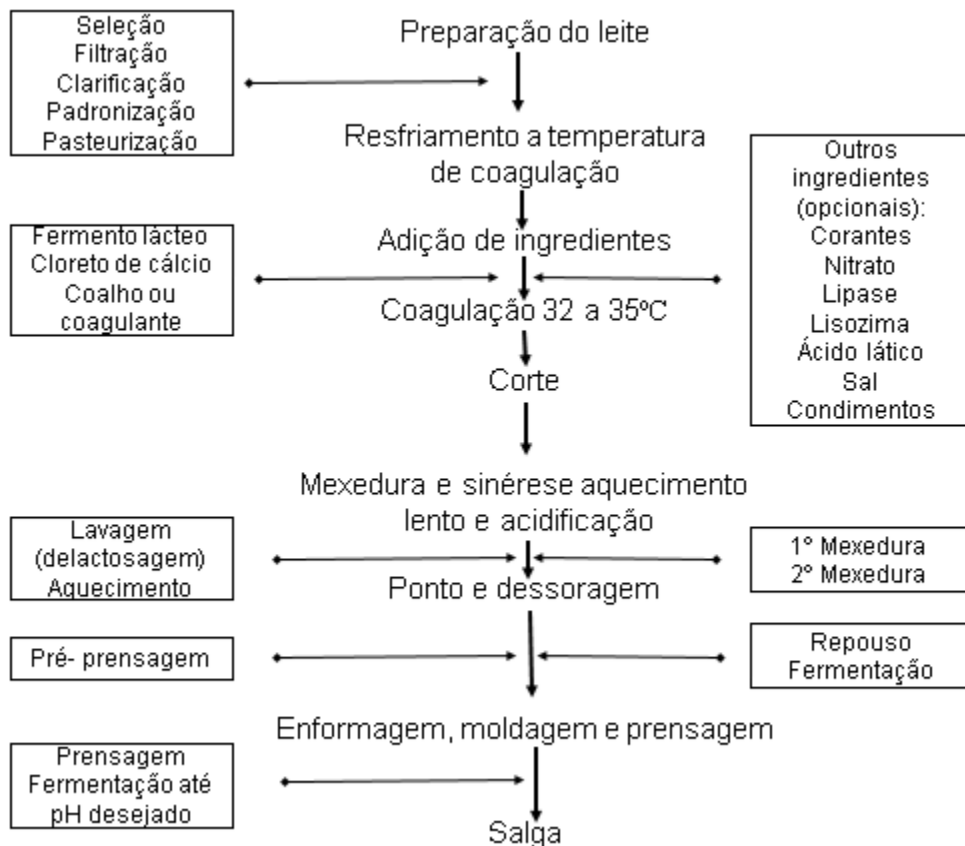 Seleção
Filtração
Clarificação
Padronização
Pasteurização
Preparação do leite
Resfriamento a temperatura
de coagulação
Outros
ingredientes
(opcionais):
Corantes
Nitrato
Lipase
Lisozima
Ácido lático
Sal
Condimentos
Fermento lácteo
Cloreto de cálcio
Coalho ou
coagulante
Adição de ingredientes
Coagulação 32 a 35ºC
Corte
Mexedura e sinérese aquecimento
lento e acidificação
Lavagem
(delactosagem)
Aquecimento
1° Mexedura
2° Mexedura
Ponto e dessoragem
Pré- prensagem
Repouso
Fermentação
Enformagem, moldagem e prensagem
Prensagem
Fermentação até
pH desejado
Salga